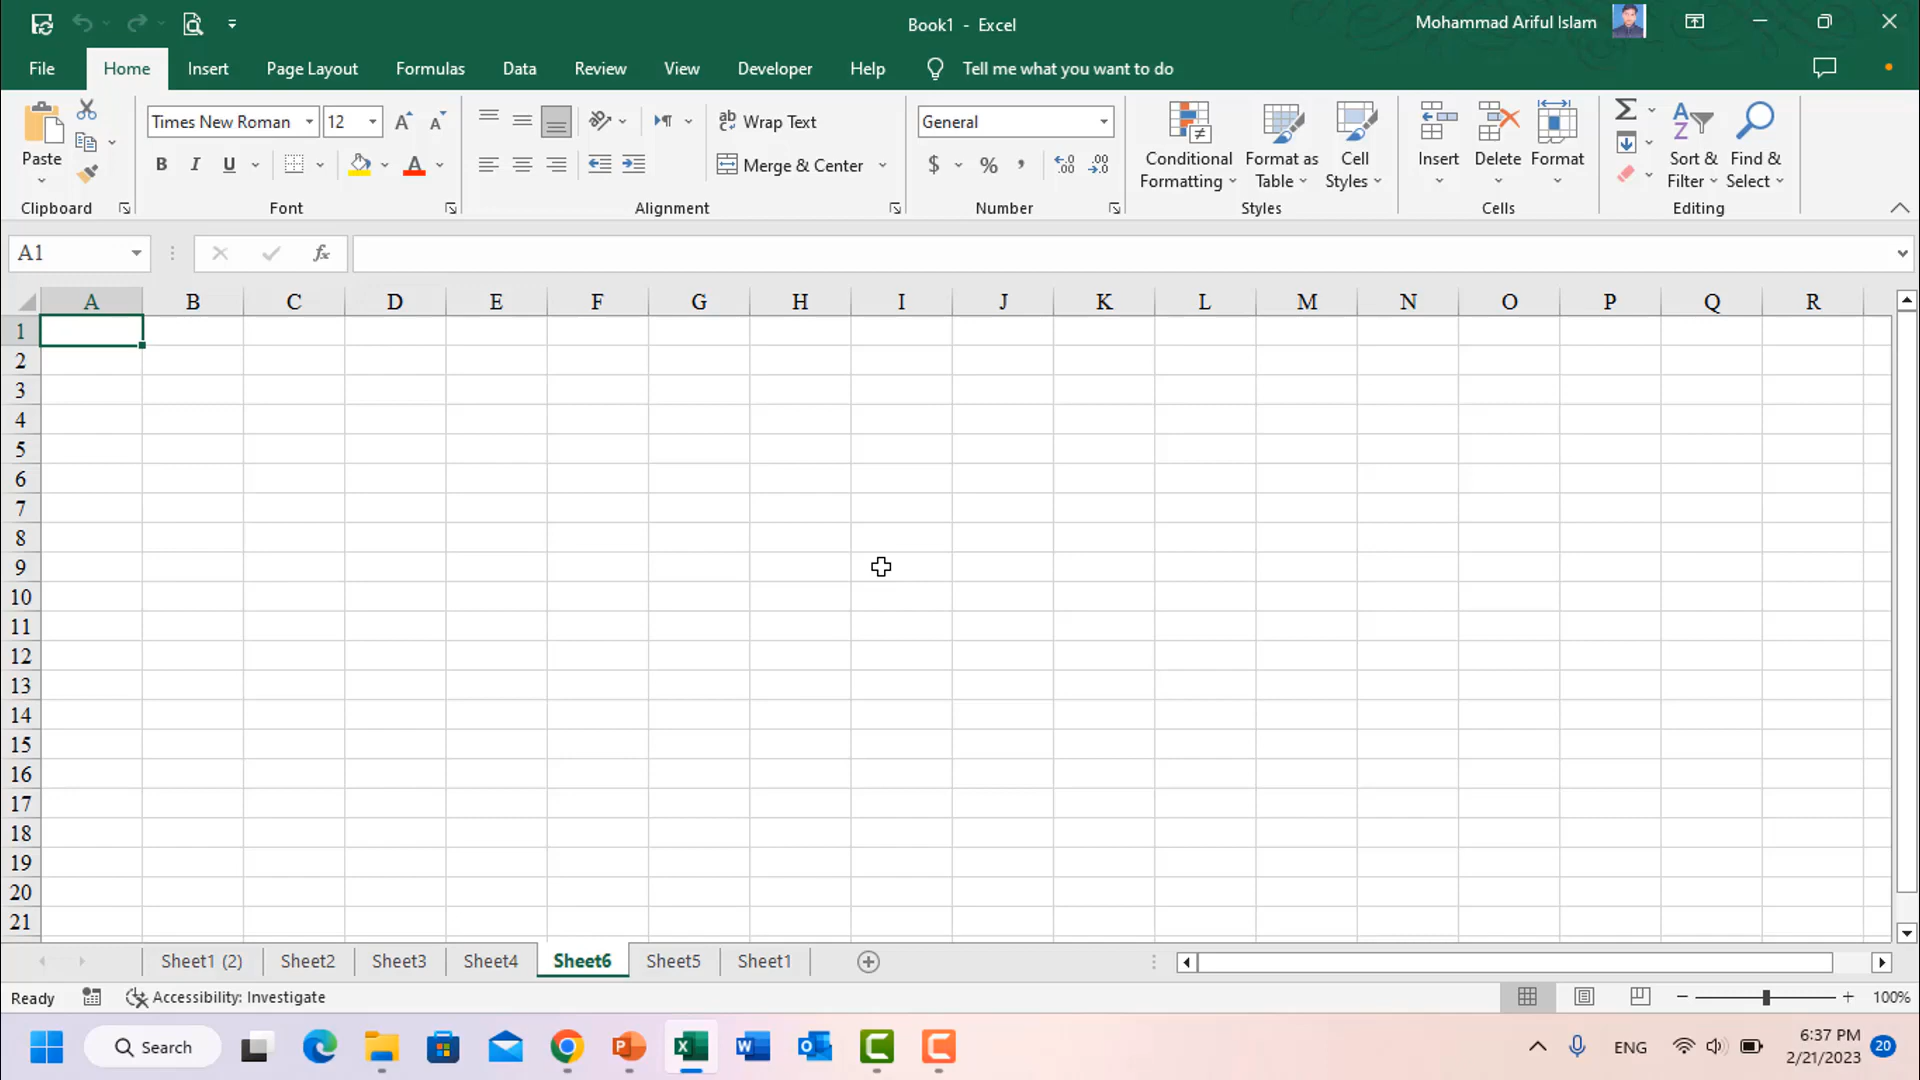 Book1 - Excel
Mohammad Ariful Islam
File Home Insert Page Layout Formulas Data Review View Developer Help Tell me what you want to do
Paste
Clipboard
Times New Roman 12
B I U A
Font
Wrap Text
Merge & Center
Alignment
General
$ % ,
Number
Conditional
Formatting
Format as
Table
Cell
Styles
Styles
Insert
Delete
Format
Cells
Sort &
Filter
Find &
Select
Editing
A1 fx
A B C D E F G H I J K L M N O P Q R
1
2
3
4
5
6
7
8
9
10
11
12
13
14
15
16
17
18
19
20
21
Sheet1 (2) Sheet2 Sheet3 Sheet4 Sheet6 Sheet5 Sheet1
Ready Accessibility: Investigate 100%
Search
ENG
6:37 PM
2/21/2023
20